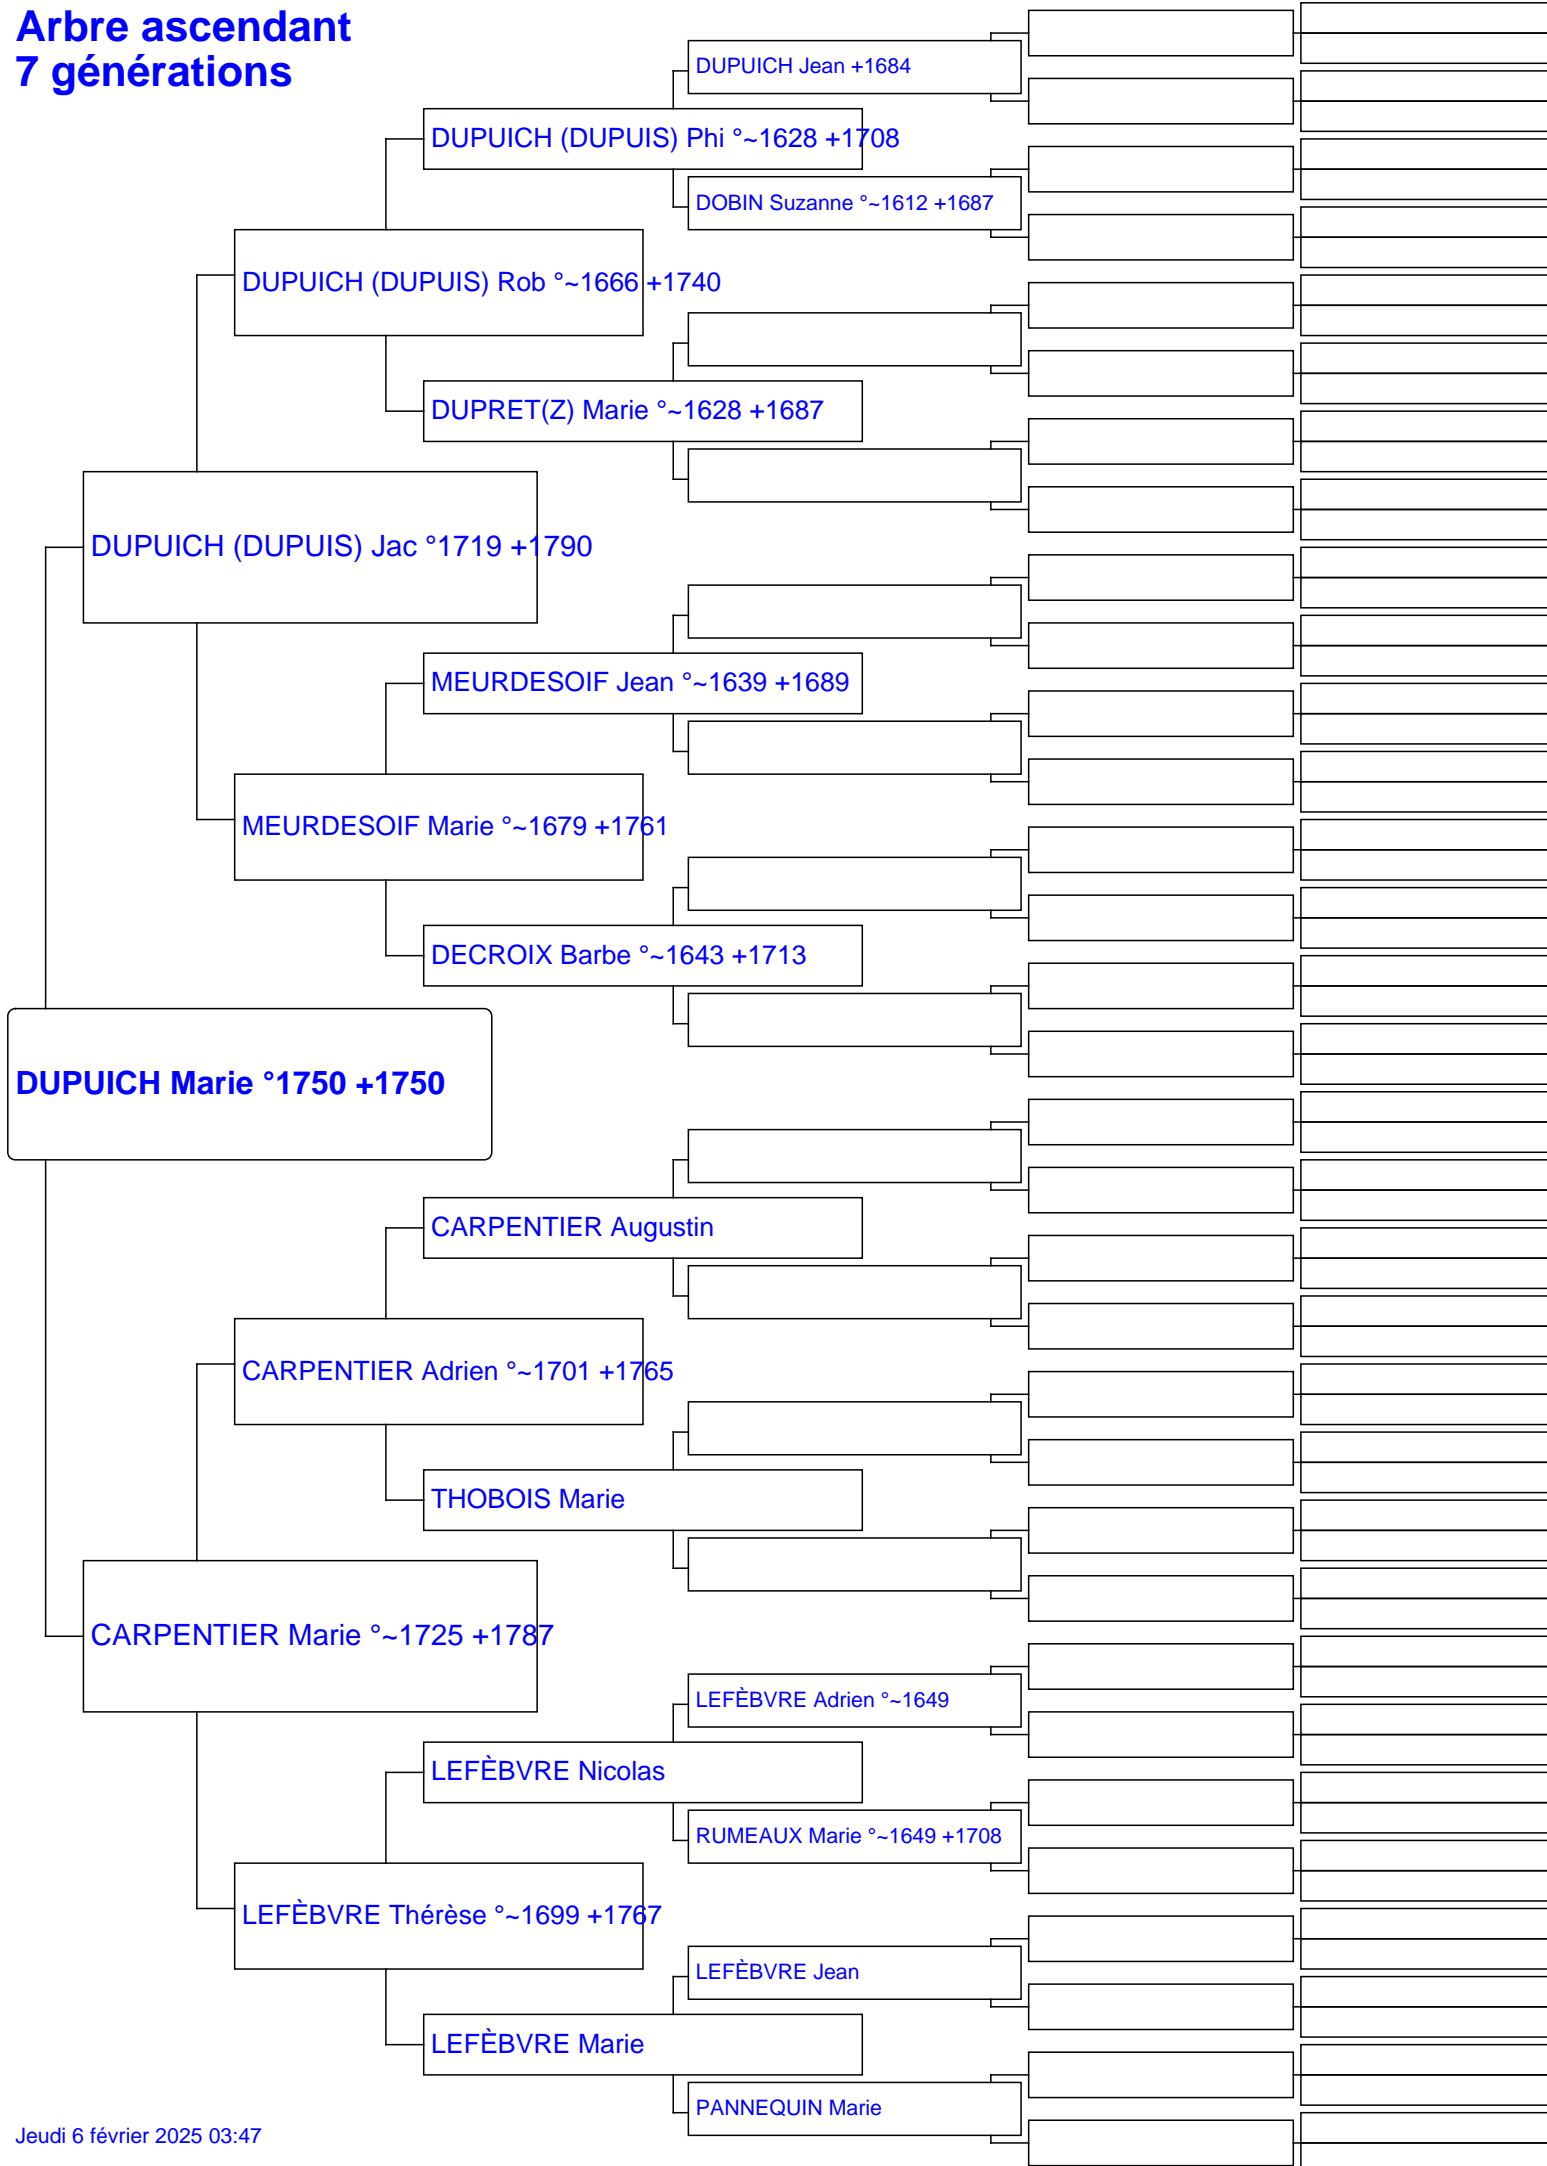 Arbre ascendant
7 générations
DUPUICH Jean +1684
DUPUICH (DUPUIS) Phi °~1628 +1708
DOBIN Suzanne °~1612 +1687
DUPUICH (DUPUIS) Rob °~1666 +1740
DUPRET(Z) Marie °~1628 +1687
DUPUICH (DUPUIS) Jac °1719 +1790
MEURDESOIF Jean °~1639 +1689
MEURDESOIF Marie °~1679 +1761
DECROIX Barbe °~1643 +1713
DUPUICH Marie °1750 +1750
CARPENTIER Augustin
CARPENTIER Adrien °~1701 +1765
THOBOIS Marie
CARPENTIER Marie °~1725 +1787
LEFÈBVRE Adrien °~1649
LEFÈBVRE Nicolas
RUMEAUX Marie °~1649 +1708
LEFÈBVRE Thérèse °~1699 +1767
LEFÈBVRE Jean
LEFÈBVRE Marie
PANNEQUIN Marie
Jeudi 6 février 2025 03:47